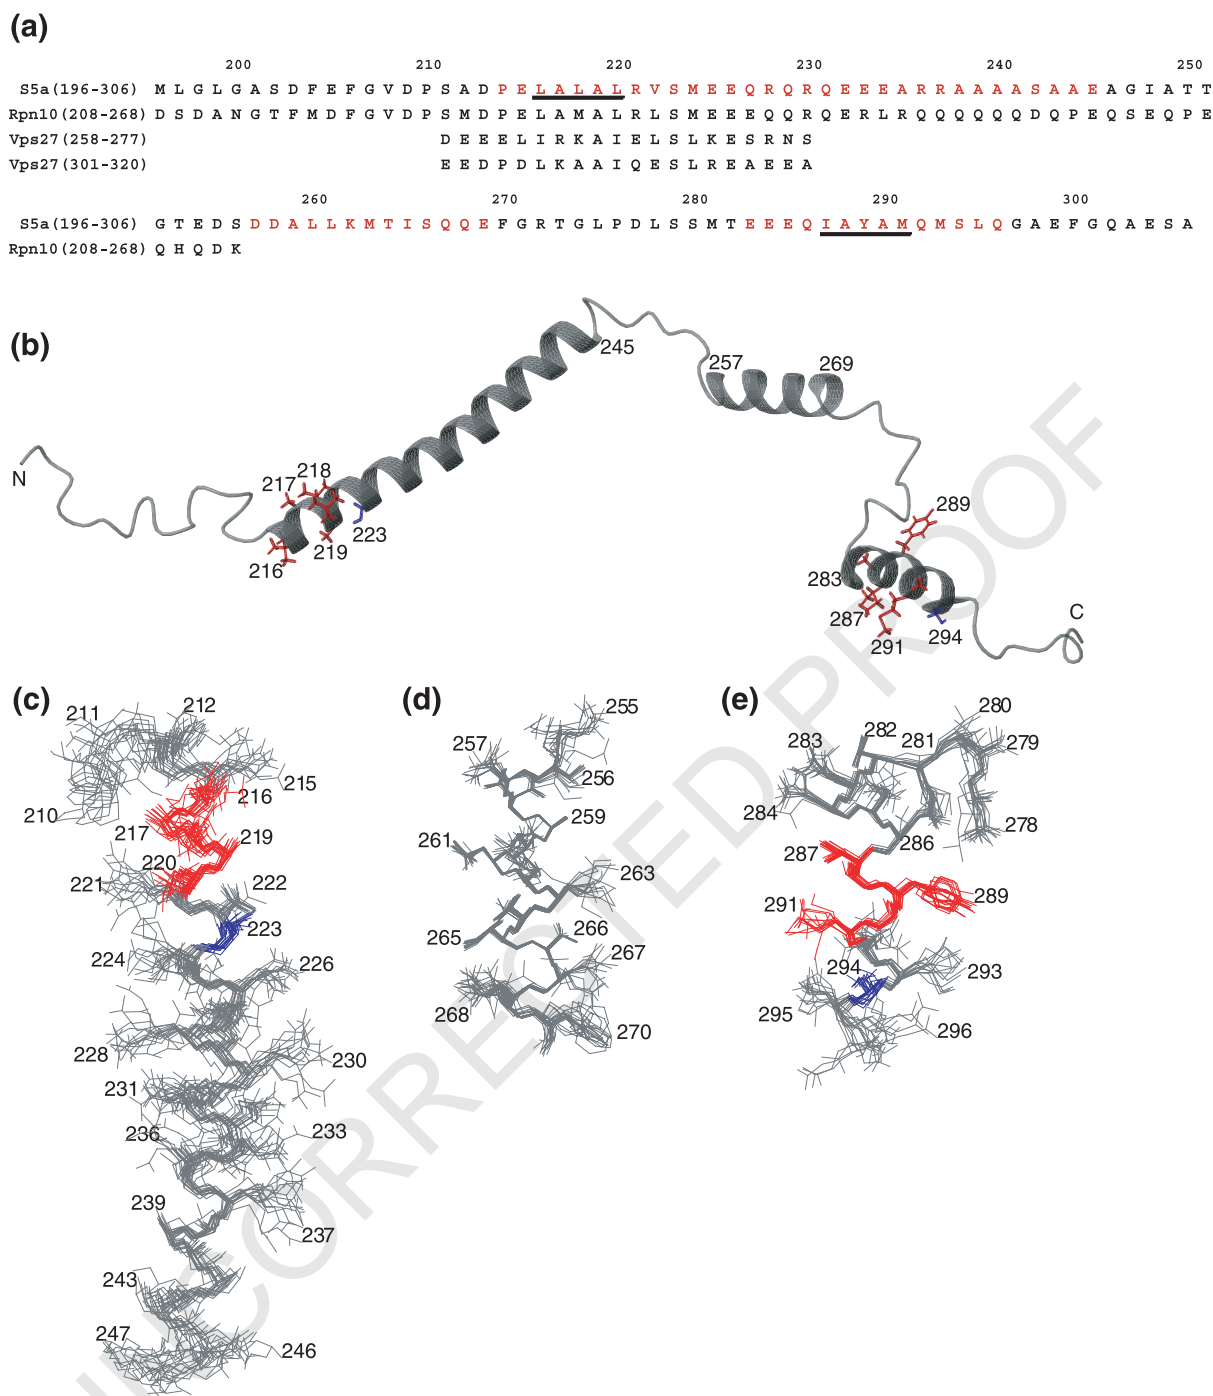 (a)
200 210 220 230 240 250
S5a(196-306) M L G L G A S D F E F G V D P S A D P E L A L A L R V S M E E Q R Q R Q E E E A R R A A A A S A A E A G I A T T
Rpn10(208-268) D S D A N G T F M D F G V D P S M D P E L A M A L R L S M E E E Q Q R Q E R L R Q Q Q Q Q Q D Q P E Q S E Q P E
Vps27(258-277) D E E E L I R K A I E L S L K E S R N S
Vps27(301-320) E E D P D L K A A I Q E S L R E A E E A
260 270 280 290 300
S5a(196-306) G T E D S D D A L L K M T I S Q Q E F G R T G L P D L S S M T E E E Q I A Y A M Q M S L Q G A E F G Q A E S A
Rpn10(208-268) Q H Q D K
(b)
245
257 269
N
217 218
216 219 223
289
283
287
291 294
C
(c)
211 212
215
216
210
217 219
220
221 222
223
224 226
228 230
231
236 233
239
237
243
247 246
(d)
255
257
256
259
261
263
265 266
267
268
270
(e)
280
282
283 281 279
284
286 278
287
289
291
294 293
295
296
UNCORRECTED PROOF